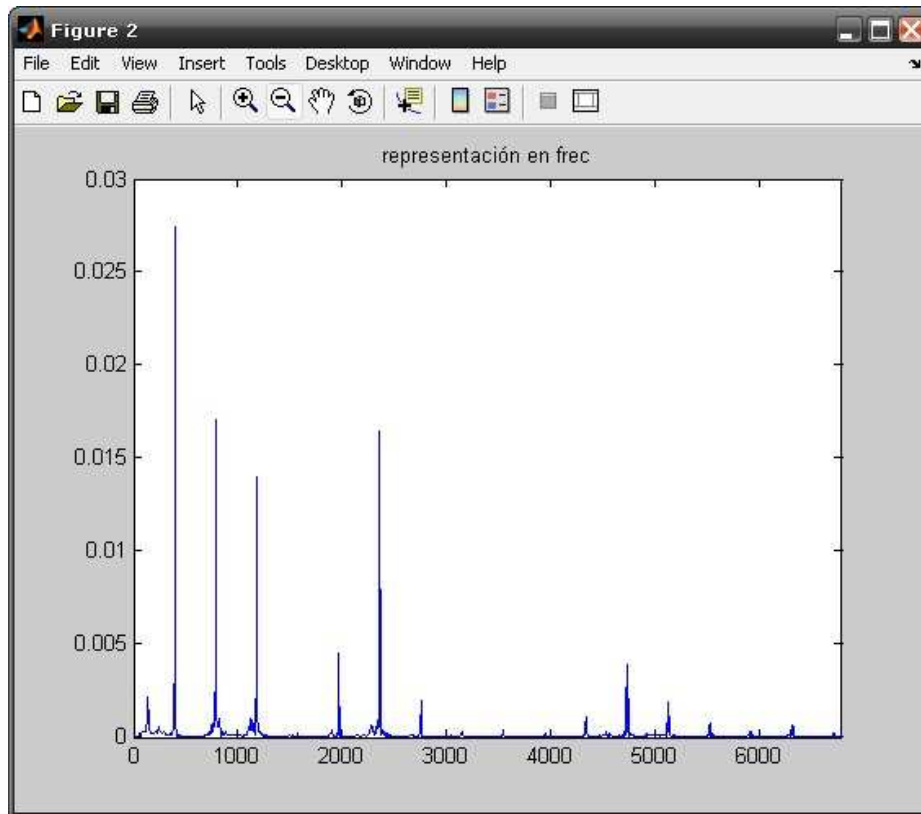 Figure 2
File Edit View Insert Tools Desktop Window Help
representación en frec
0.03
0.025
0.02
0.015
0.01
0.005
0
0 1000 2000 3000 4000 5000 6000